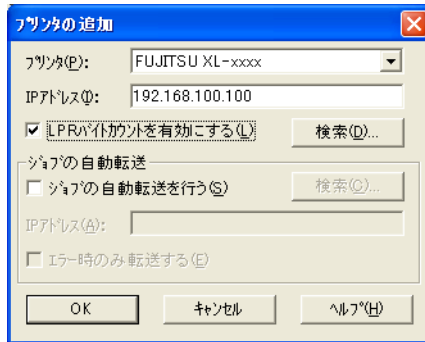 プリンタの追加
プリンタ(P):
FUJITSU XL-xxxx
IPアドレス(I):
192.168.100.100
LPRバイトカウントを有効にする(L)
検索(D)...
ジョブの自動転送
ジョブの自動転送を行う(S)
検索(C)...
IPアドレス(A):
エラー時のみ転送する(E)
OK
キャンセル
ヘルプ(H)